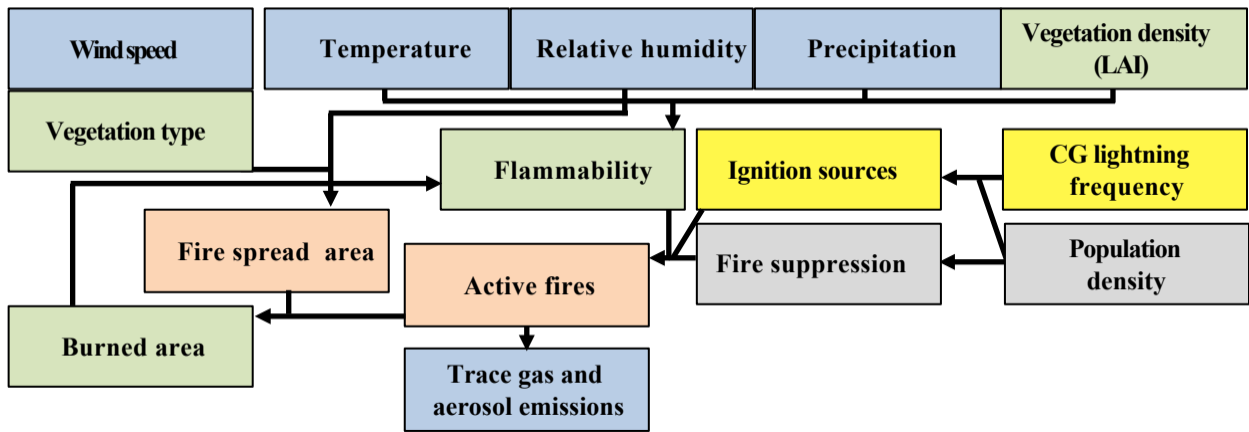 Wind speed
Temperature
Relative humidity
Precipitation
Vegetation density
(LAI)
Vegetation type
Flammability
Ignition sources
CG lightning
frequency
Fire spread area
Active fires
Fire suppression
Population
density
Burned area
Trace gas and
aerosol emissions